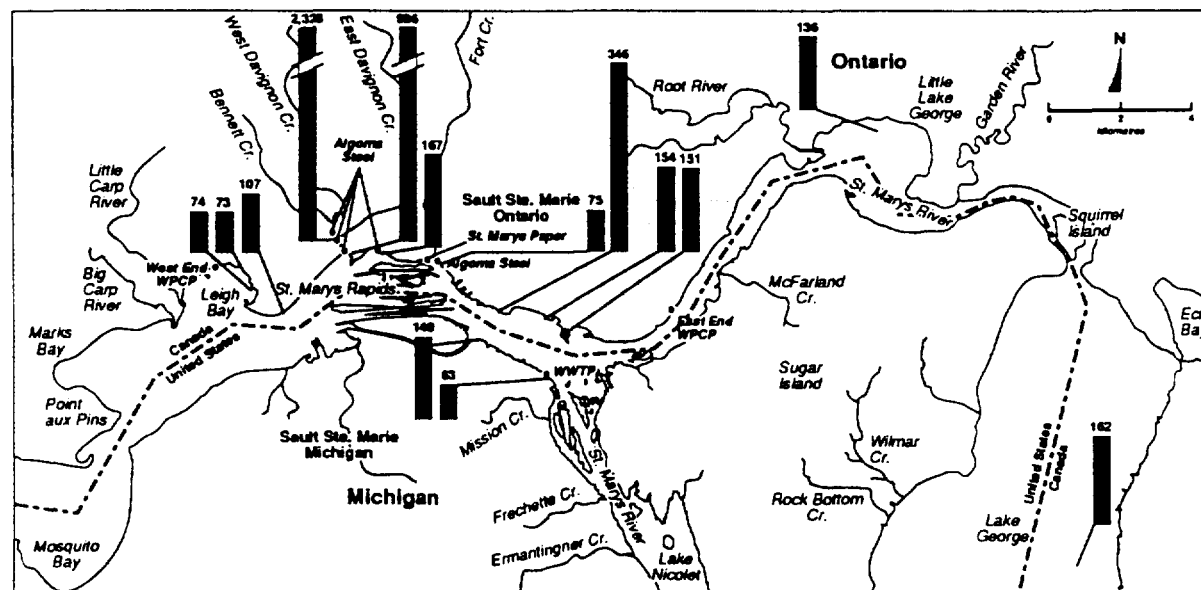 2,328
West Davignon Cr.
East Davignon Cr.
Fort Cr.
Bennett Cr.
Algoma
Steel
167
346
Root River
136
Ontario
Little
Lake
George
Garden River
N
0 2 4
kilometres
Little
Carp
River
74 73 107
154 151
Sault Ste. Marie
Ontario
75
St. Marys Paper
Algoma Steel
St. Marys River
Squirrel
Island
West End
WPCP
Big
Carp
River
Leigh
Bay
St. Marys Rapids
McFarland
Cr.
Marks
Bay
Canada
United States
East End
WPCP
WWTP
Sugar
Island
Point
aux Pins
Mission Cr.
Sault Ste. Marie
Michigan
Michigan
St. Marys River
Wilmar
Cr.
United States
Canada
162
Frechette Cr.
Rock Bottom
Cr.
Lake
George
Mosquito
Bay
Ermantingner Cr.
Lake
Nicolet